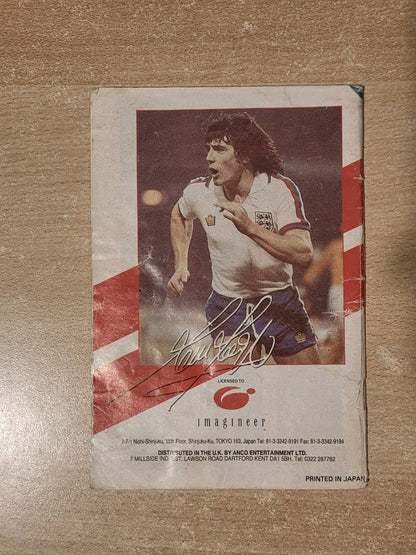 LICENSED TO
imagineer
2-7-1 Nishi-Shinjuku, 15th Floor, Shinjuku-Ku, TOKYO 163, Japan Tel: 81-3-3342-9191 Fax: 81-3-3342-9194
DISTRIBUTED IN THE U.K. BY ANCO ENTERTAINMENT LTD.
7 MILLSIDE IND. EST, LAWSON ROAD DARTFORD KENT DA1 5BH. Tel: 0322 287782
PRINTED IN JAPAN